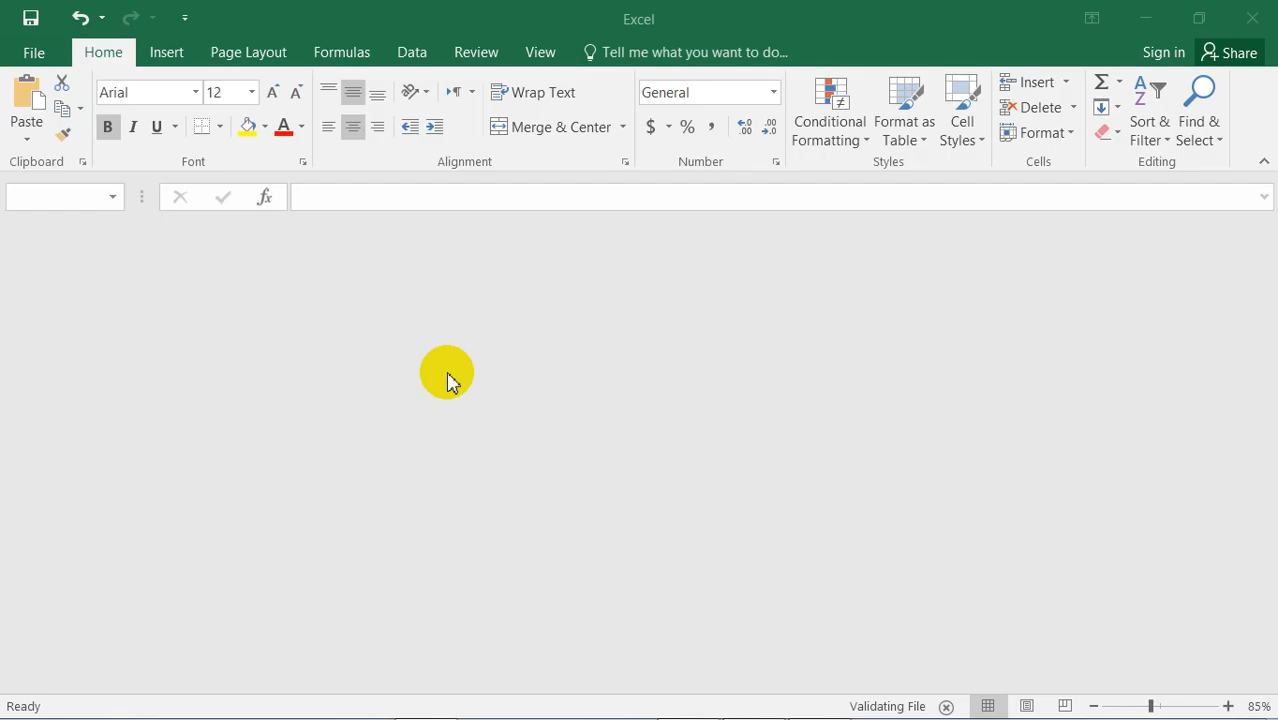 Excel
File Home Insert Page Layout Formulas Data Review View Tell me what you want to do... Sign in Share
Paste
Arial 12
B I U
A A
A
Wrap Text
Merge & Center
General
$ % ,
Conditional Formatting
Format as Table
Cell Styles
Insert
Delete
Format
Σ
Sort & Filter
Find & Select
Clipboard Font Alignment Number Styles Cells Editing
fx
Ready Validating File 85%